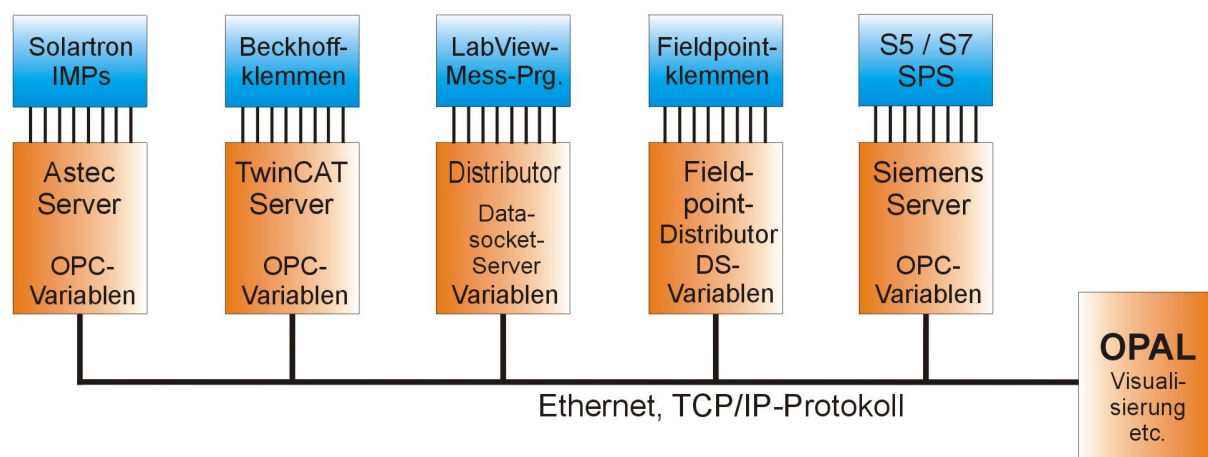 Solartron
IMPs
Beckhoff-
klemmen
LabView-
Mess-Prg.
Fieldpoint-
klemmen
S5 / S7
SPS
Astec
Server
OPC-
Variablen
TwinCAT
Server
OPC-
Variablen
Distributor
Data-
socket-
Server
Variablen
Field-
point-
Distributor
DS-
Variablen
Siemens
Server
OPC-
Variablen
OPAL
Visuali-
sierung
etc.
Ethernet, TCP/IP-Protokoll